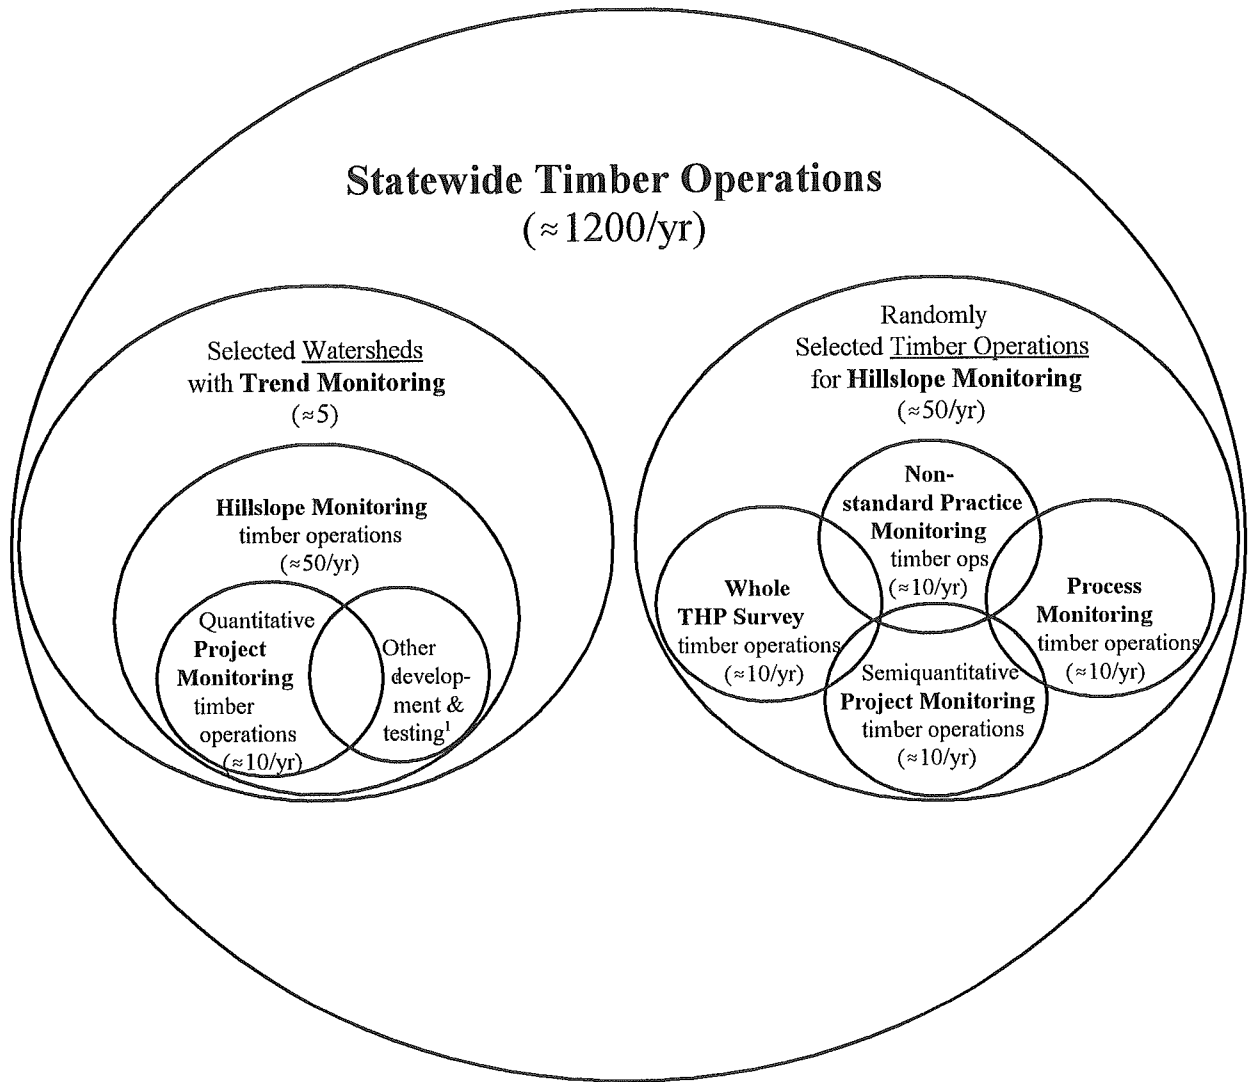 Statewide Timber Operations
(≈1200/yr)
Selected Watersheds
with Trend Monitoring
(≈5)
Hillslope Monitoring
timber operations
(≈50/yr)
Quantitative
Project
Monitoring
timber
operations
(≈10/yr)
Other
develop-
ment &
testing¹
Randomly
Selected Timber Operations
for Hillslope Monitoring
(≈50/yr)
Non-
standard Practice
Monitoring
timber ops
(≈10/yr)
Whole
THP Survey
timber operations
(≈10/yr)
Process
Monitoring
timber operations
(≈10/yr)
Semiquantitative
Project Monitoring
timber operations
(≈10/yr)